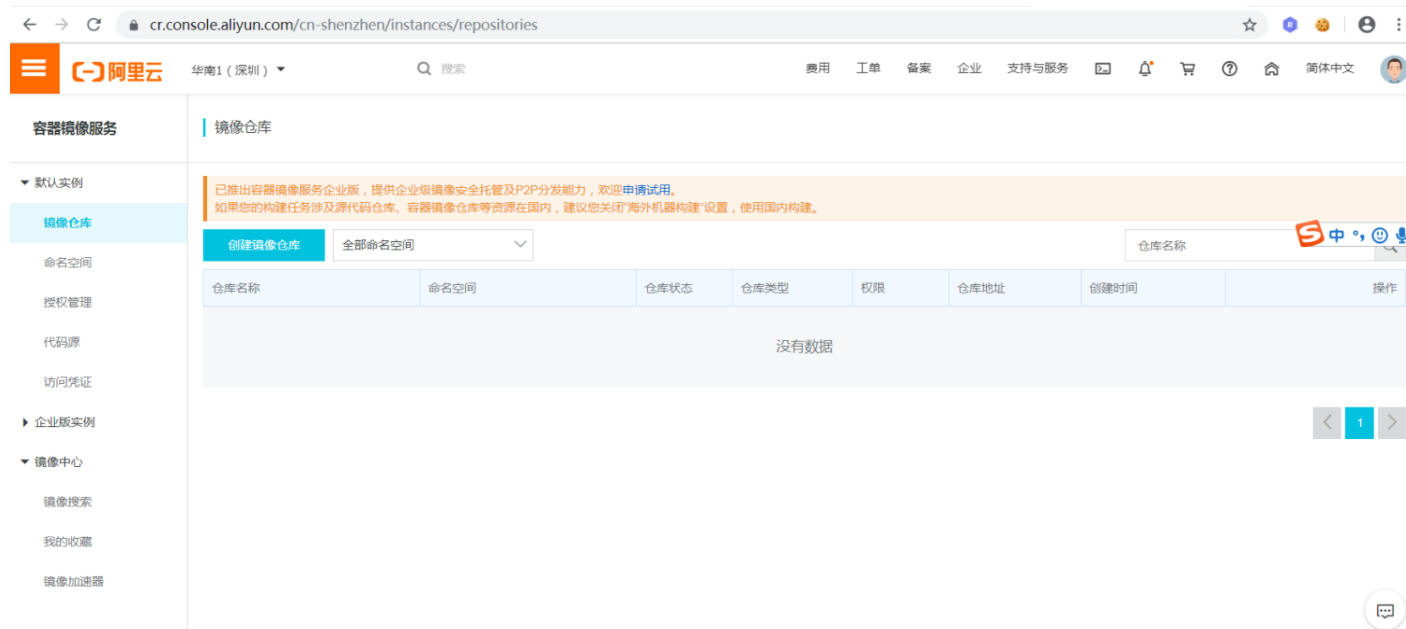 cr.console.aliyun.com/cn-shenzhen/instances/repositories
阿里云 华南1（深圳） 搜索 费用 工单 备案 企业 支持与服务 简体中文
容器镜像服务
镜像仓库
默认实例
镜像仓库
命名空间
授权管理
代码源
访问凭证
企业版实例
镜像中心
镜像搜索
我的收藏
镜像加速器
已推出容器镜像服务企业版，提供企业级镜像安全托管及P2P分发能力，欢迎申请试用。
如果您的构建任务涉及源代码仓库、容器镜像仓库等资源在国内，建议您关闭“海外机器构建”设置，使用国内构建。
创建镜像仓库 全部命名空间 仓库名称 中
仓库名称 命名空间 仓库状态 仓库类型 权限 仓库地址 创建时间 操作
没有数据
1